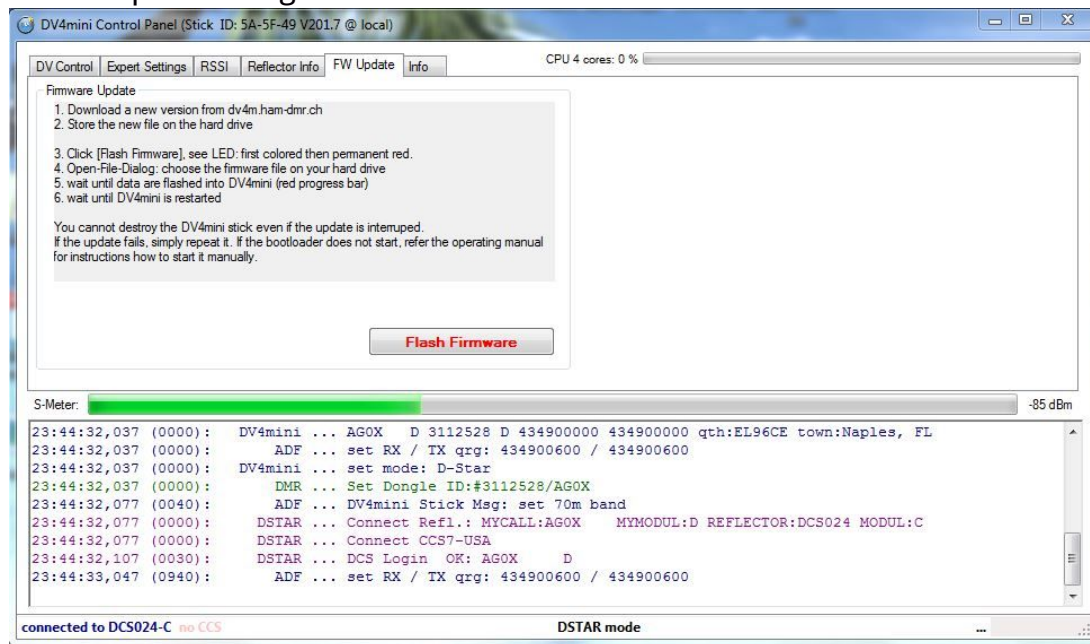 DV4mini Control Panel (Stick ID: 5A-5F-49 V201.7 @ local)
DV Control Expert Settings RSSI Reflector Info FW Update Info
CPU 4 cores: 0 %
Firmware Update
1. Download a new version from dv4m.ham-dmr.ch
2. Store the new file on the hard drive
3. Click [Flash Firmware], see LED: first colored then permanent red.
4. Open-File-Dialog: choose the firmware file on your hard drive
5. wait until data are flashed into DV4mini (red progress bar)
6. wait until DV4mini is restarted
You cannot destroy the DV4mini stick even if the update is interruped.
If the update fails, simply repeat it. If the bootloader does not start, refer the operating manual
for instructions how to start it manually.
Flash Firmware
S-Meter: -85 dBm
23:44:32,037 (0000): DV4mini ... AG0X D 3112528 D 434900000 434900000 qth:EL96CE town:Naples, FL
23:44:32,037 (0000): ADF ... set RX / TX qrg: 434900600 / 434900600
23:44:32,037 (0000): DV4mini ... set mode: D-Star
23:44:32,037 (0000): DMR ... Set Dongle ID:#3112528/AG0X
23:44:32,077 (0040): ADF ... DV4mini Stick Msg: set 70m band
23:44:32,077 (0000): DSTAR ... Connect Refl.: MYCALL:AG0X MYMODUL:D REFLECTOR:DCS024 MODUL:C
23:44:32,077 (0000): DSTAR ... Connect CCS7-USA
23:44:32,107 (0030): DSTAR ... DCS Login OK: AG0X D
23:44:33,047 (0940): ADF ... set RX / TX qrg: 434900600 / 434900600
connected to DCS024-C no CCS DSTAR mode ...